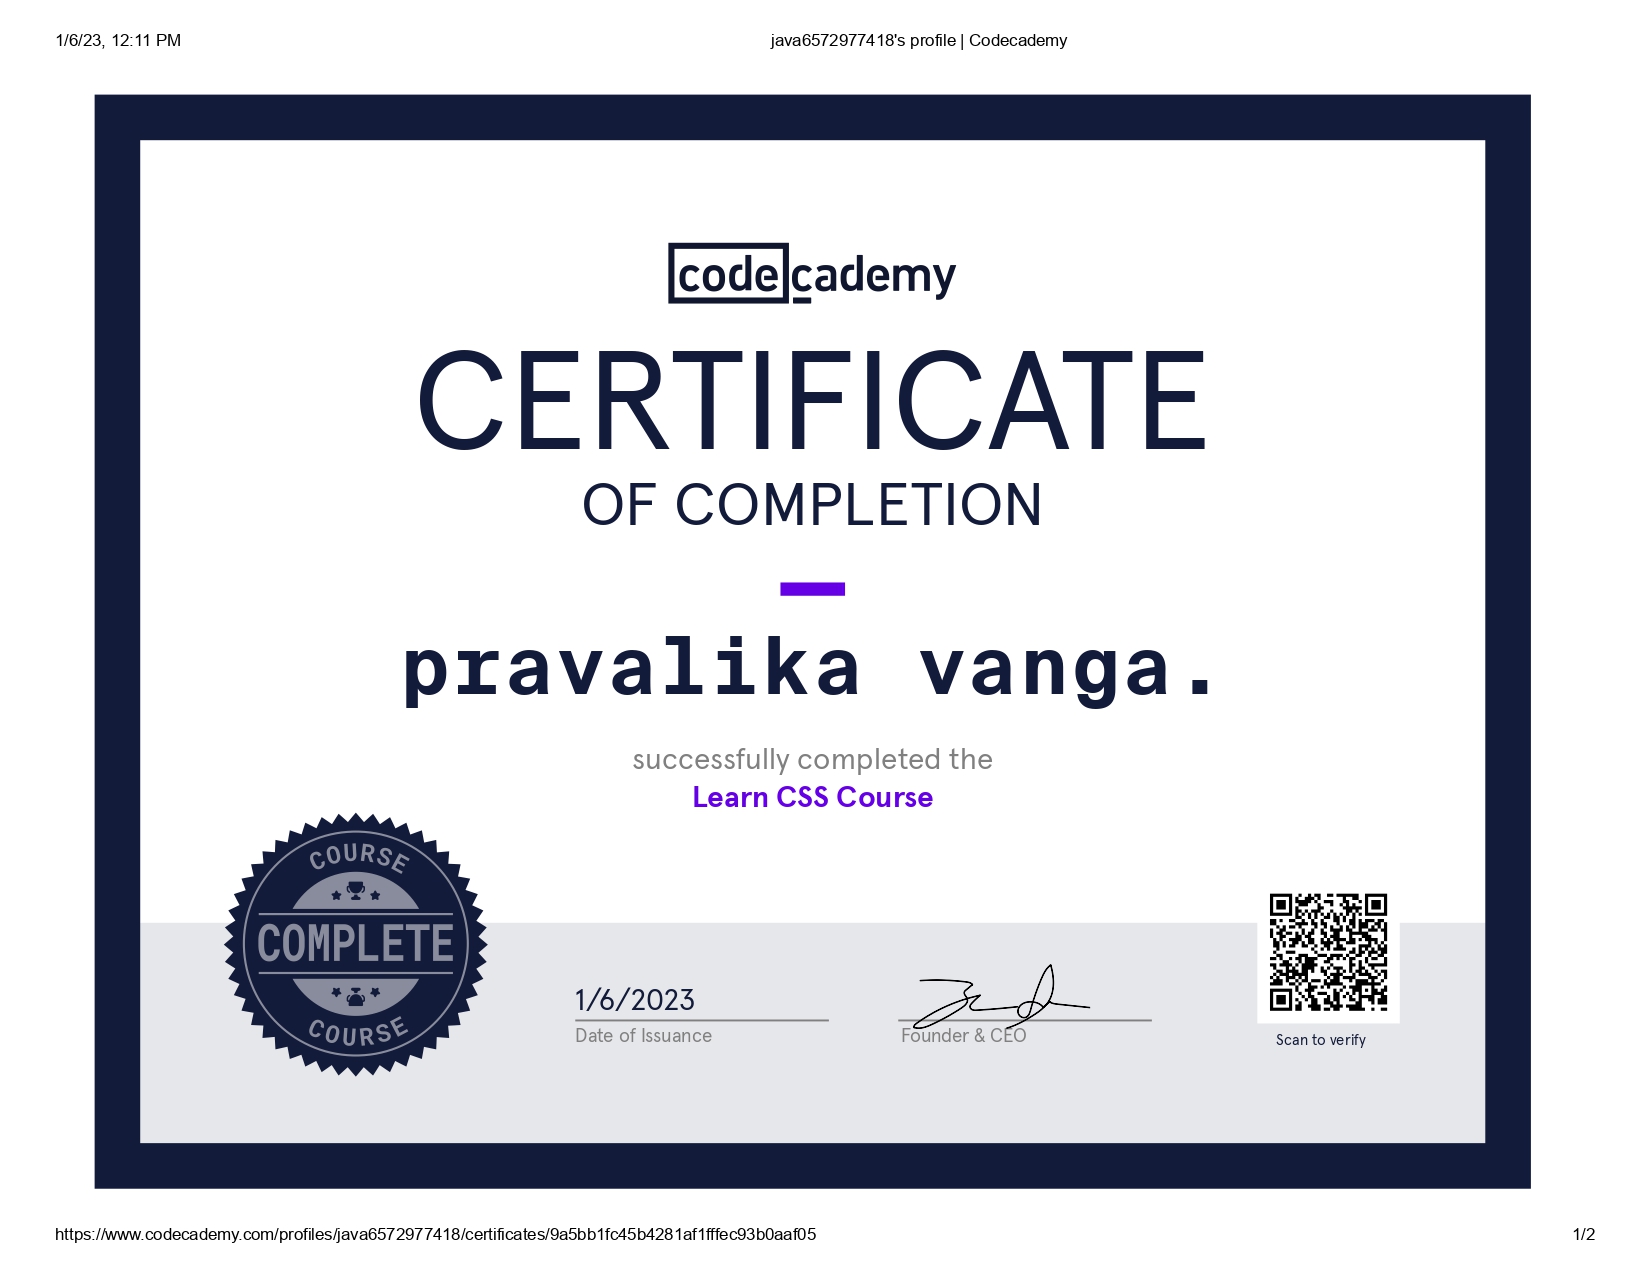 1/6/23, 12:11 PM
java6572977418's profile | Codecademy
codecademy
CERTIFICATE
OF COMPLETION
pravalika vanga.
successfully completed the
Learn CSS Course
COURSE
COMPLETE
COURSE
1/6/2023
Date of Issuance
Founder & CEO
Scan to verify
https://www.codecademy.com/profiles/java6572977418/certificates/9a5bb1fc45b4281af1fffec93b0aaf05
1/2